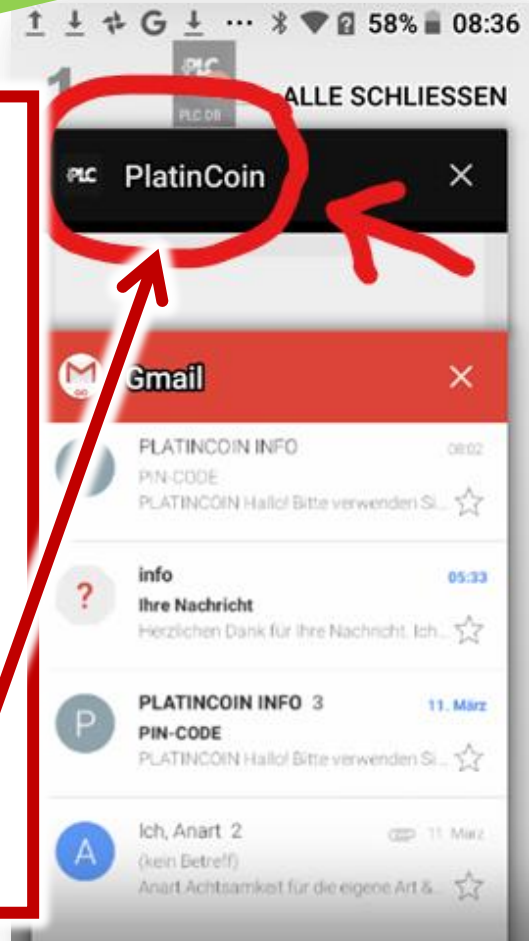 G ... 58% 08:36
1
PLC
PLC DB
ALLE SCHLIESSEN
PLC PlatinCoin
Gmail
PLATINCOIN INFO 08:02
PIN-CODE
PLATINCOIN Hallo! Bitte verwenden Si...
? info 05:33
Ihre Nachricht
Herzlichen Dank für Ihre Nachricht. Ich...
P PLATINCOIN INFO 3 11. März
PIN-CODE
PLATINCOIN Hallo! Bitte verwenden Si...
A Ich, Anart 2 11. März
(kein Betreff)
Anart Achtsamkeit für die eigene Art &...